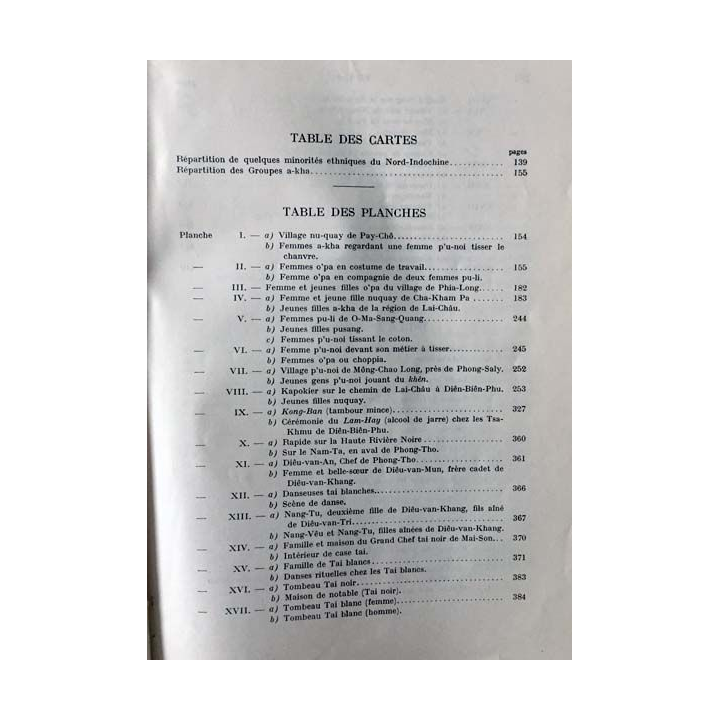 TABLE DES CARTES
pages
Répartition de quelques minorités ethniques du Nord-Indochine............ 139
Répartition des Groupes a-kha............................................. 155
TABLE DES PLANCHES
Planche I. — a) Village nu-quay de Pay-Chô........................ 154
b) Femmes a-kha regardant une femme p'u-noi tisser le
chanvre.
— II. — a) Femmes o'pa en costume de travail.................. 155
b) Femme o'pa en compagnie de deux femmes pu-li.
— III. — Femme et jeunes filles o'pa du village de Phia-Long..... 182
— IV. — a) Femme et jeune fille nuquay de Cha-Kham Pa ....... 183
b) Jeunes filles a-kha de la région de Lai-Châu.
— V. — a) Femmes pu-li de O-Ma-Sang-Quang.................. 244
b) Jeunes filles pusang.
c) Femmes p'u-noi tissant le coton.
— VI. — a) Femme p'u-noi devant son métier à tisser............ 245
b) Femmes o'pa ou choppia.
— VII. — a) Village p'u-noi de Mông-Chao Long, près de Phong-Saly. 252
b) Jeunes gens p'u-noi jouant du khên.
— VIII. — a) Kapokier sur le chemin de Lai-Châu à Diên-Biên-Phu. 253
b) Jeunes filles nuquay.
— IX. — a) Kong-Ban (tambour mince)........................ 327
b) Cérémonie du Lam-Hay (alcool de jarre) chez les Tsa-
Khmu de Diên-Biên-Phu.
— X. — a) Rapide sur la Haute Rivière Noire .................. 360
b) Sur le Nam-Ta, en aval de Phong-Tho.
— XI. — a) Diêu-van-An, Chef de Phong-Tho.................... 361
b) Femme et belle-sœur de Diêu-van-Mun, frère cadet de
Diêu-van-Khang.
— XII. — a) Danseuses tai blanches............................ 366
b) Scène de danse.
— XIII. — a) Nang-Tu, deuxième fille de Diêu-van-Khang, fils aîné
de Diêu-van-Tri................................ 367
b) Nang-Vêu et Nang-Tu, filles aînées de Diêu-van-Khang.
— XIV. — a) Famille et maison du Grand Chef tai noir de Mai-Son... 370
b) Intérieur de case tai.
— XV. — a) Famille de Tai blancs............................. 371
b) Danses rituelles chez les Tai blancs.
— XVI. — a) Tombeau Tai noir................................ 383
b) Maison de notable (Tai noir).
— XVII. — a) Tombeau Tai blanc (femme)........................ 384
b) Tombeau Tai blanc (homme).